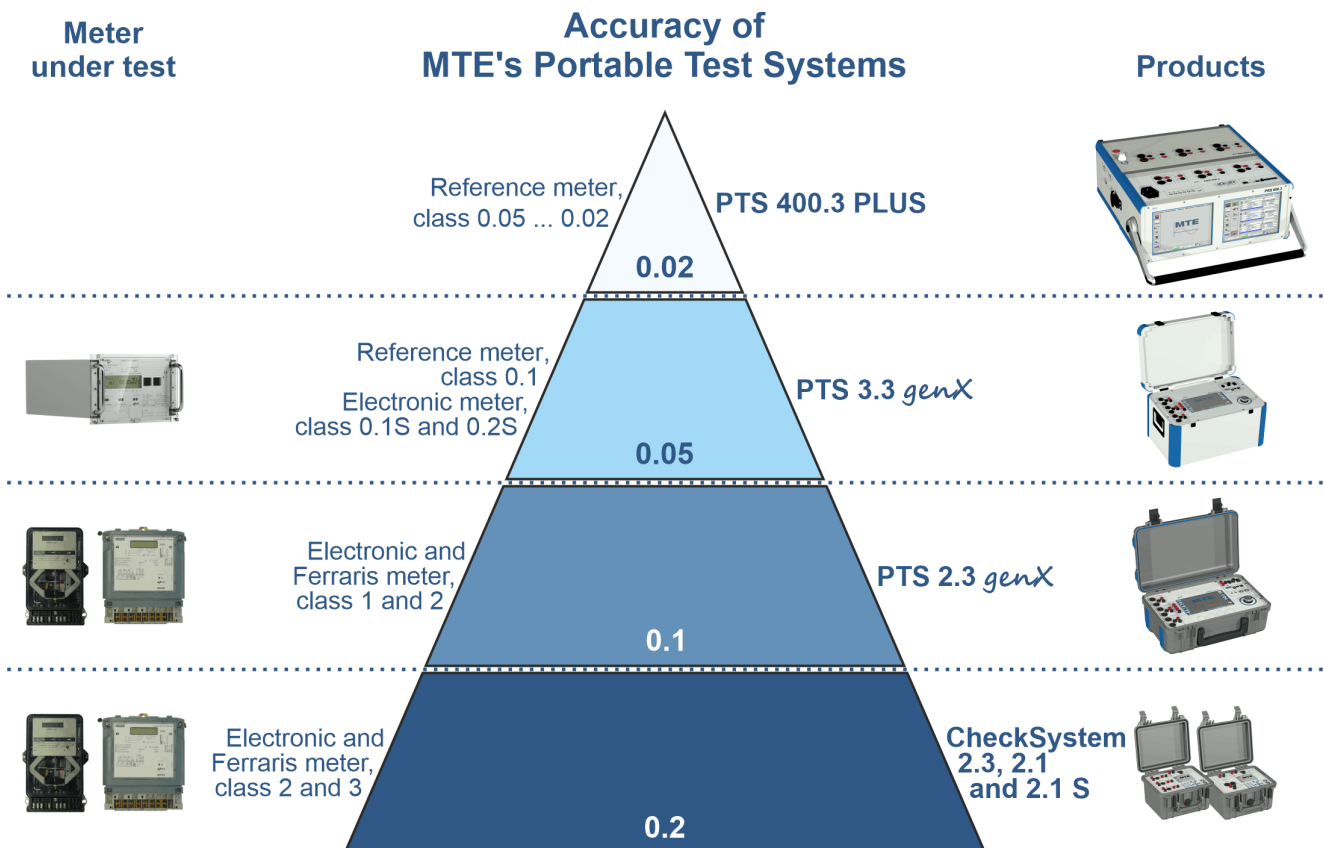 Meter
under test
Accuracy of
MTE's Portable Test Systems
Products
Reference meter,
class 0.05 ... 0.02
PTS 400.3 PLUS
0.02
MTE
Reference meter,
class 0.1
Electronic meter,
class 0.1S and 0.2S
PTS 3.3 genX
0.05
MTE
Electronic and
Ferraris meter,
class 1 and 2
PTS 2.3 genX
0.1
MTE
Electronic and
Ferraris meter,
class 2 and 3
CheckSystem
2.3, 2.1
and 2.1 S
0.2